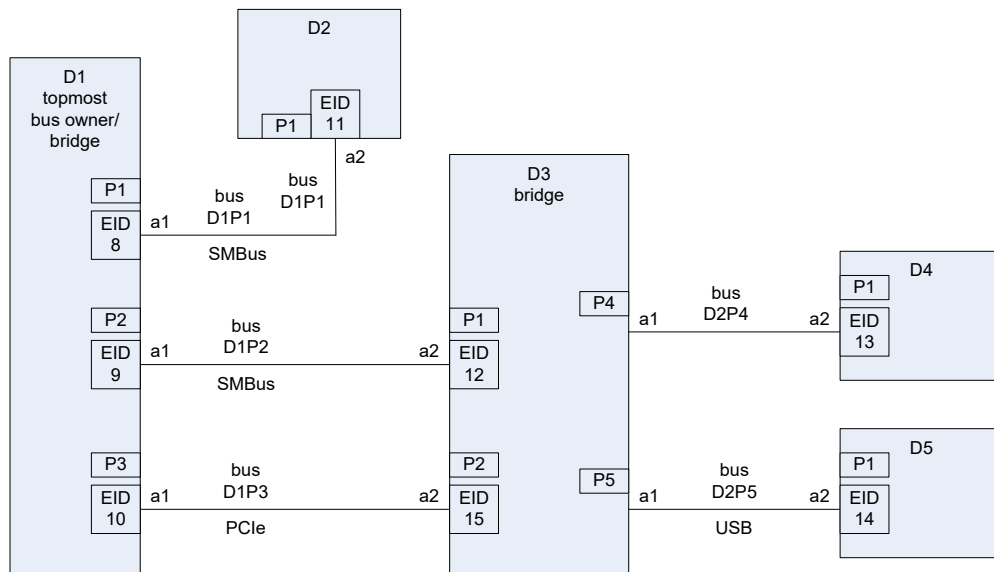 D2
EID
11
P1
a2
D1
topmost
bus owner/
bridge
P1
EID
8
a1
bus
D1P1
bus
D1P1
SMBus
P2
EID
9
a1
bus
D1P2
SMBus
a2
P3
EID
10
a1
bus
D1P3
PCIe
a2
D3
bridge
P1
EID
12
P2
EID
15
P4
a1
bus
D2P4
a2
P5
a1
bus
D2P5
USB
a2
D4
P1
EID
13
D5
P1
EID
14